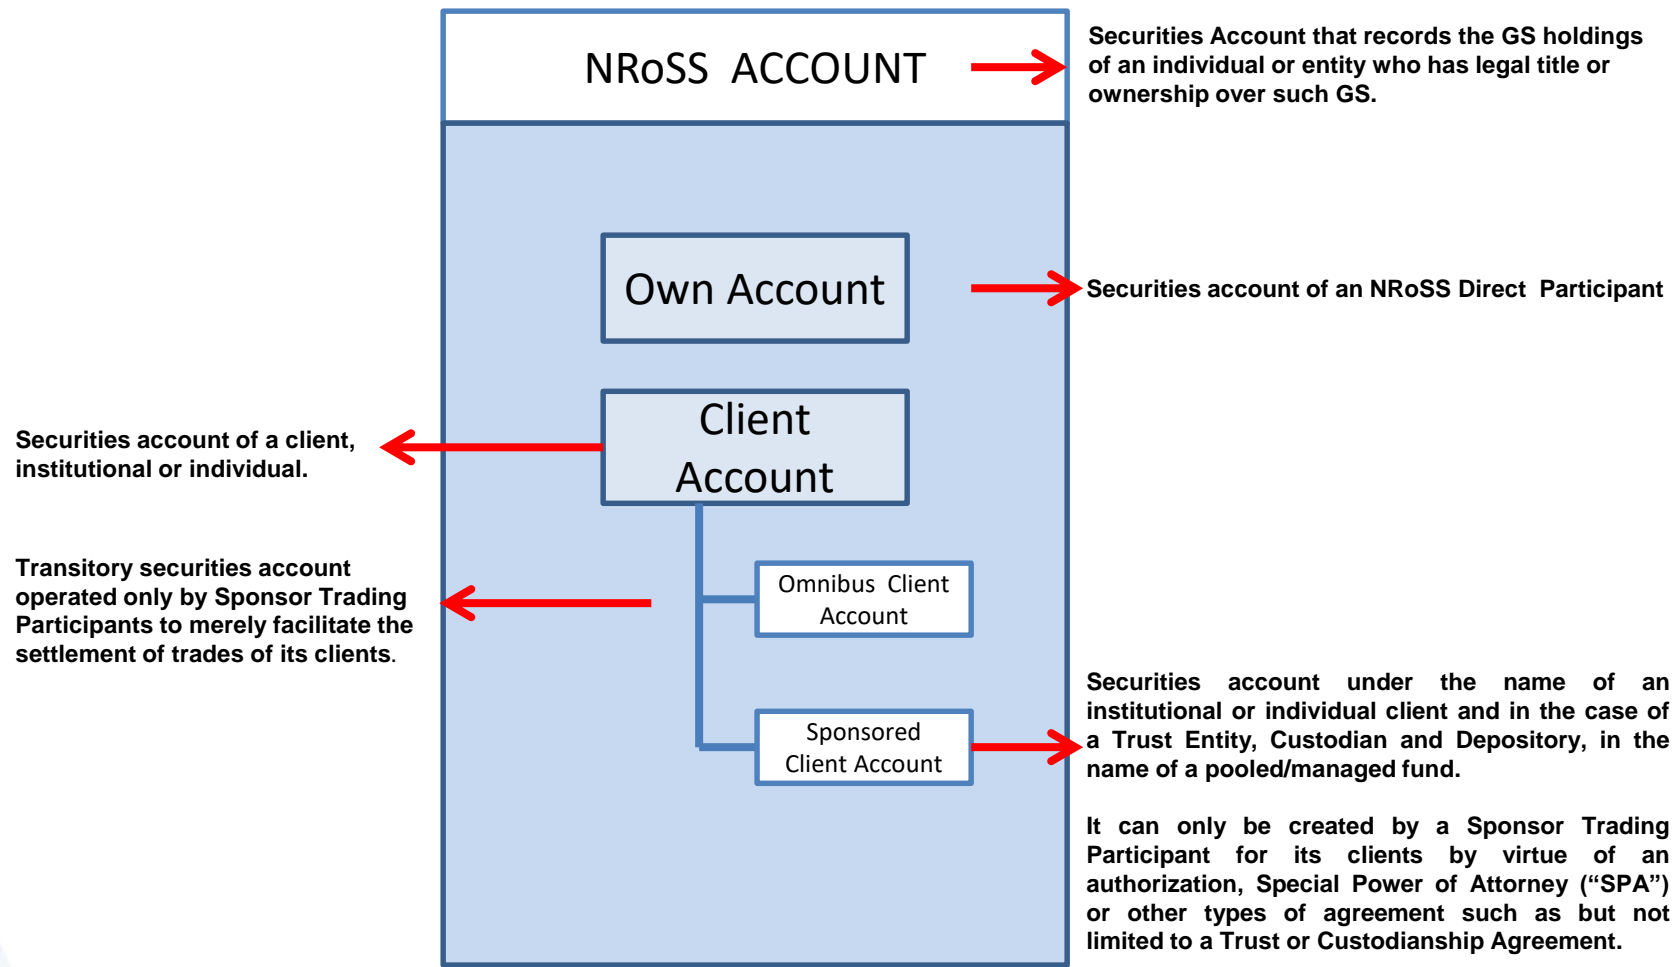 NRoSS ACCOUNT
Securities Account that records the GS holdings
of an individual or entity who has legal title or
ownership over such GS.
Own Account
Securities account of an NRoSS Direct Participant
Client
Account
Securities account of a client,
institutional or individual.
Omnibus Client
Account
Transitory securities account
operated only by Sponsor Trading
Participants to merely facilitate the
settlement of trades of its clients.
Sponsored
Client Account
Securities account under the name of an
institutional or individual client and in the case of
a Trust Entity, Custodian and Depository, in the
name of a pooled/managed fund.
It can only be created by a Sponsor Trading
Participant for its clients by virtue of an
authorization, Special Power of Attorney (“SPA”)
or other types of agreement such as but not
limited to a Trust or Custodianship Agreement.